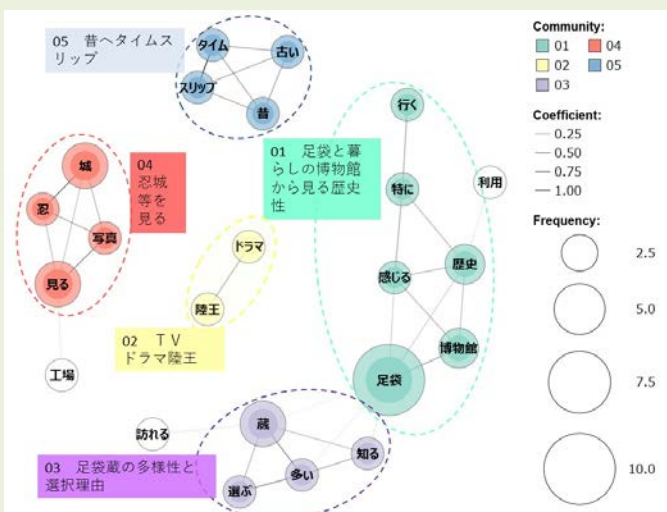 05 昔へタイムス
リップ
タイム
古い
スリップ
昔
04
忍城
等を
見る
城
忍
写真
見る
工場
01 足袋と暮
らしの博物館
から見る歴史
性
行く
特に
利用
歴史
感じる
博物館
足袋
ドラマ
陸王
02 TV
ドラマ陸王
訪れる
蔵
知る
多い
選ぶ
03 足袋蔵の多様性と
選択理由
Community:
01
04
02
05
03
Coefficient:
0.25
0.50
0.75
1.00
Frequency:
2.5
5.0
7.5
10.0